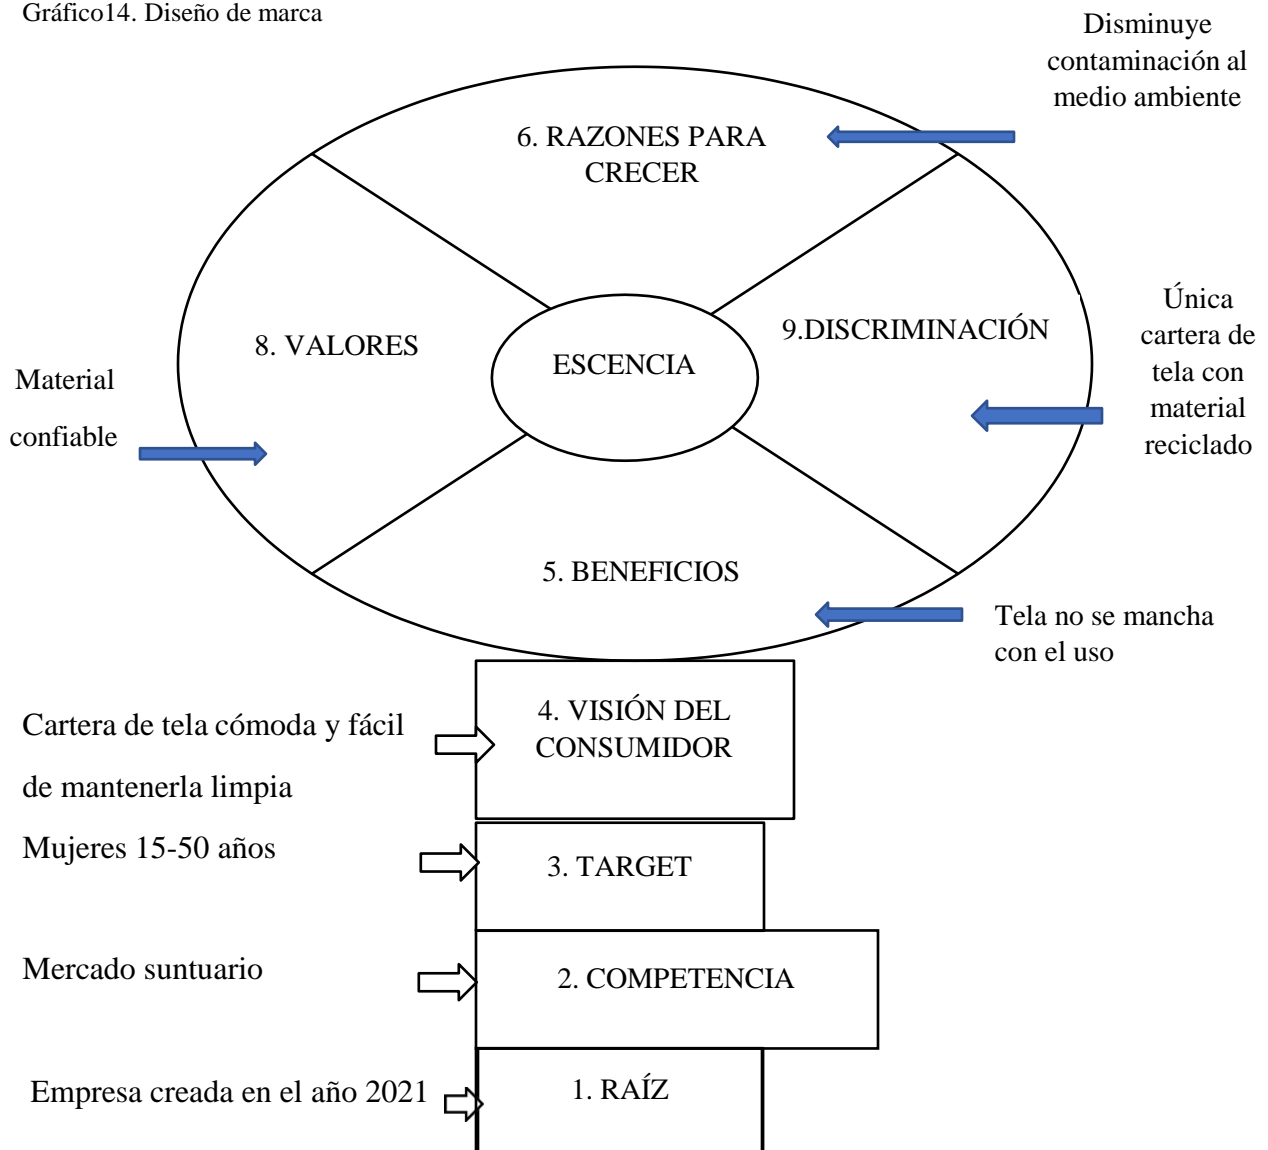 Gráfico14. Diseño de marca
Disminuye
contaminación al
medio ambiente
6. RAZONES PARA
CRECER
8. VALORES
ESCENCIA
9.DISCRIMINACIÓN
Única
cartera de
tela con
material
reciclado
Material
confiable
5. BENEFICIOS
Tela no se mancha
con el uso
Cartera de tela cómoda y fácil
de mantenerla limpia
4. VISIÓN DEL
CONSUMIDOR
Mujeres 15-50 años
3. TARGET
Mercado suntuario
2. COMPETENCIA
Empresa creada en el año 2021
1. RAÍZ